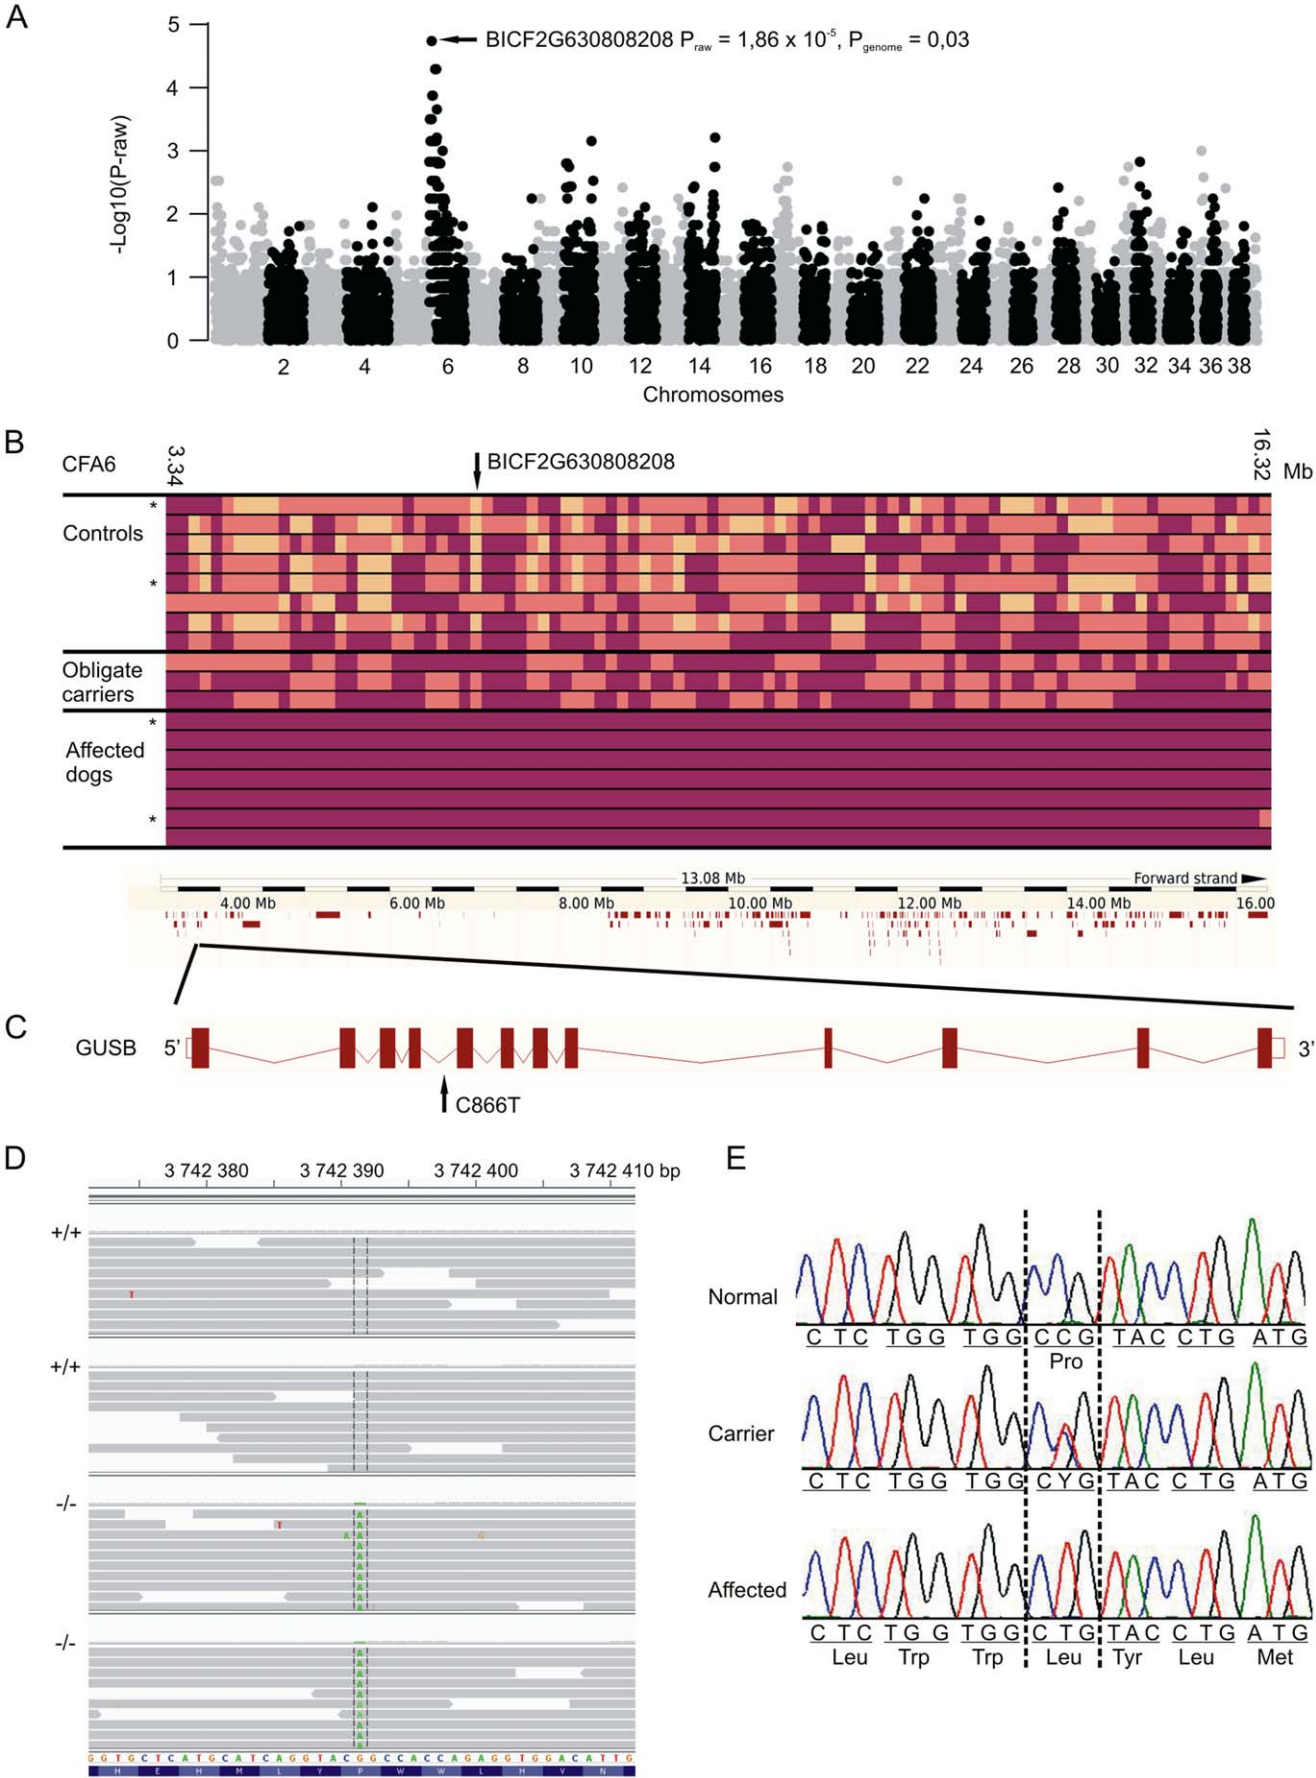 A
5
4
3
2
1
0
-Log10(P-raw)
BICF2G630808208 Praw = 1,86 x 10-5, Pgenome = 0,03
2 4 6 8 10 12 14 16 18 20 22 24 26 28 30 32 34 36 38
Chromosomes
B
CFA6
3.34
BICF2G630808208
16.32
Mb
*
Controls
*
Obligate
carriers
*
Affected
dogs
*
13.08 Mb
Forward strand
4.00 Mb 6.00 Mb 8.00 Mb 10.00 Mb 12.00 Mb 14.00 Mb 16.00
C
GUSB 5' 3'
C866T
D
3 742 380 3 742 390 3 742 400 3 742 410 bp
+/+
T
+/+
-/-
A
A
T
A A G
A
A
A
A
A
A
A
-/-
A
A
A
A
A
A
A
A
A
A
G G T G C T C A T G C A T C A G G T A C G G C C A C C A G A G G T G G A C A T T G
H E H M L Y P W W L H V N
E
Normal
C T C T G G T G G C C G T A C C T G A T G
Pro
Carrier
C T C T G G T G G C Y G T A C C T G A T G
Affected
C T C T G G T G G C T G T A C C T G A T G
Leu Trp Trp Leu Tyr Leu Met